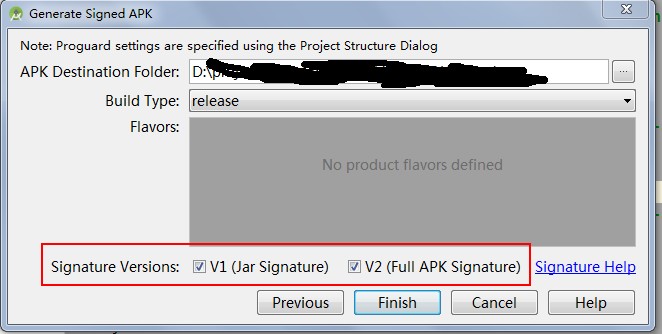 Generate Signed APK
Note: Proguard settings are specified using the Project Structure Dialog
APK Destination Folder: D:\
...
Build Type: release
Flavors:
No product flavors defined
Signature Versions: V1 (Jar Signature) V2 (Full APK Signature) Signature Help
Previous Finish Cancel Help